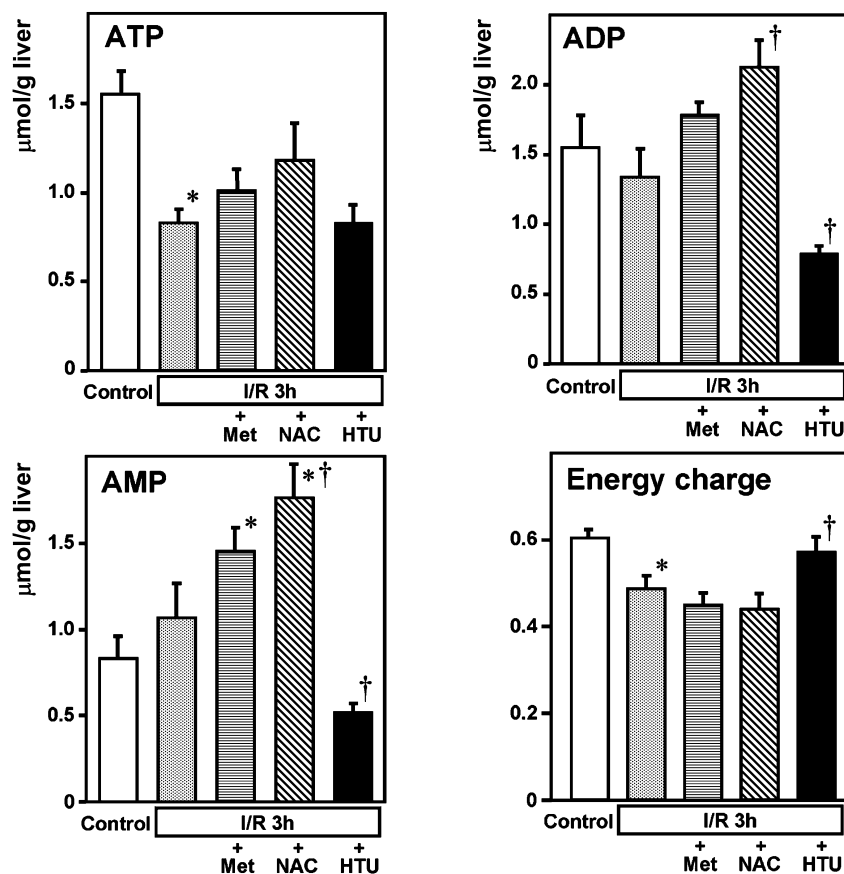 ATP
μmol/g liver
1.5
1.0
0.5
0
*
Control
I/R 3h
+ + +
Met NAC HTU
ADP
μmol/g liver
2.0
1.5
1.0
0.5
0
†
†
Control
I/R 3h
+ + +
Met NAC HTU
AMP
μmol/g liver
1.5
1.0
0.5
0
*
*†
†
Control
I/R 3h
+ + +
Met NAC HTU
Energy charge
0.6
0.4
0.2
0
*
†
Control
I/R 3h
+ + +
Met NAC HTU